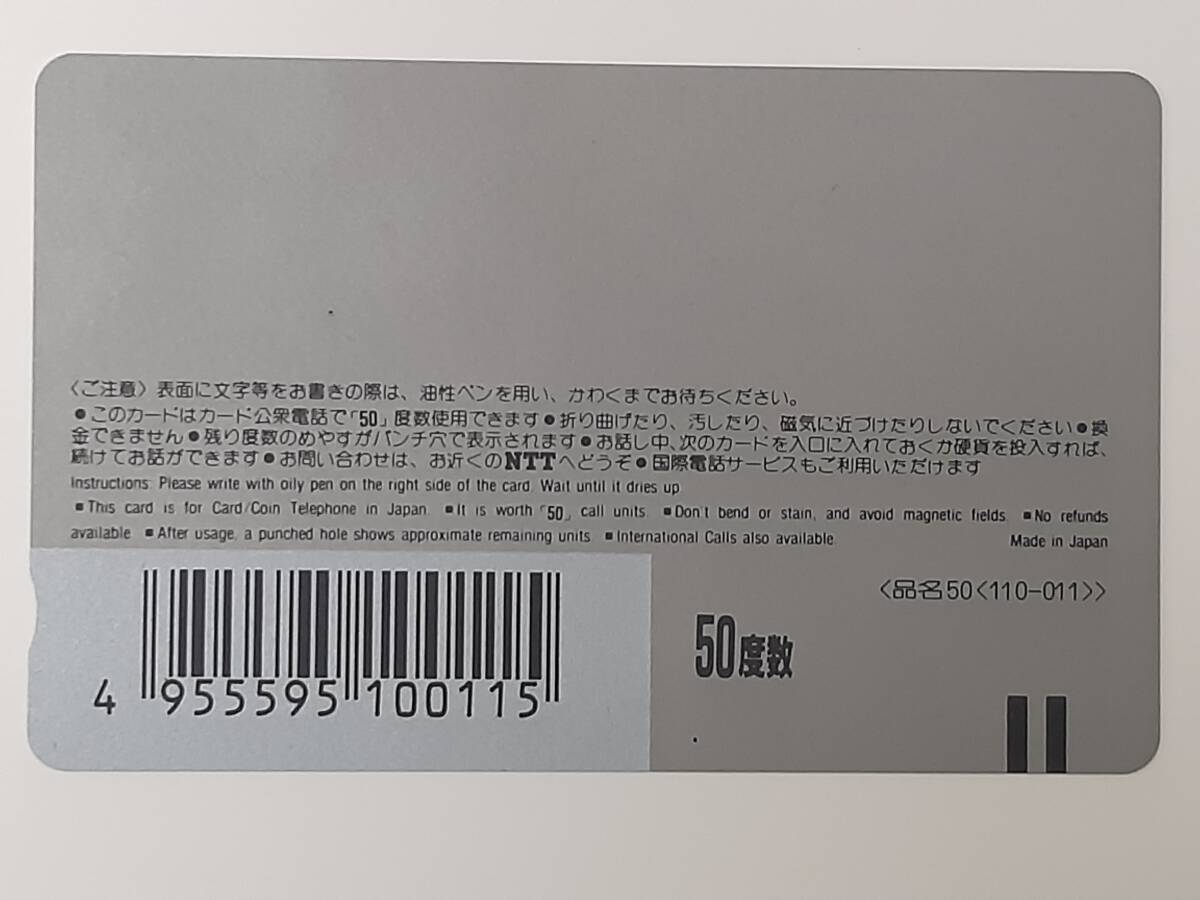 〈ご注意〉表面に文字等をお書きの際は、油性ペンを用い、かわくまでお待ちください。
●このカードはカード公衆電話で「50」度数使用できます●折り曲げたり、汚したり、磁気に近づけたりしないでください●換
金できません●残り度数のめやすがパンチ穴で表示されます●お話し中、次のカードを入口に入れておくか硬貨を投入すれば、
続けてお話ができます●お問い合わせは、お近くのNTTへどうぞ●国際電話サービスもご利用いただけます
Instructions: Please write with oily pen on the right side of the card. Wait until it dries up.
■This card is for Card/Coin Telephone in Japan. ■It is worth「50」call units. ■Don't bend or stain, and avoid magnetic fields. ■No refunds
available. ■After usage, a punched hole shows approximate remaining units. ■International Calls also available. Made in Japan
〈品名50〈110-011〉〉
50度数
4 955595 100115